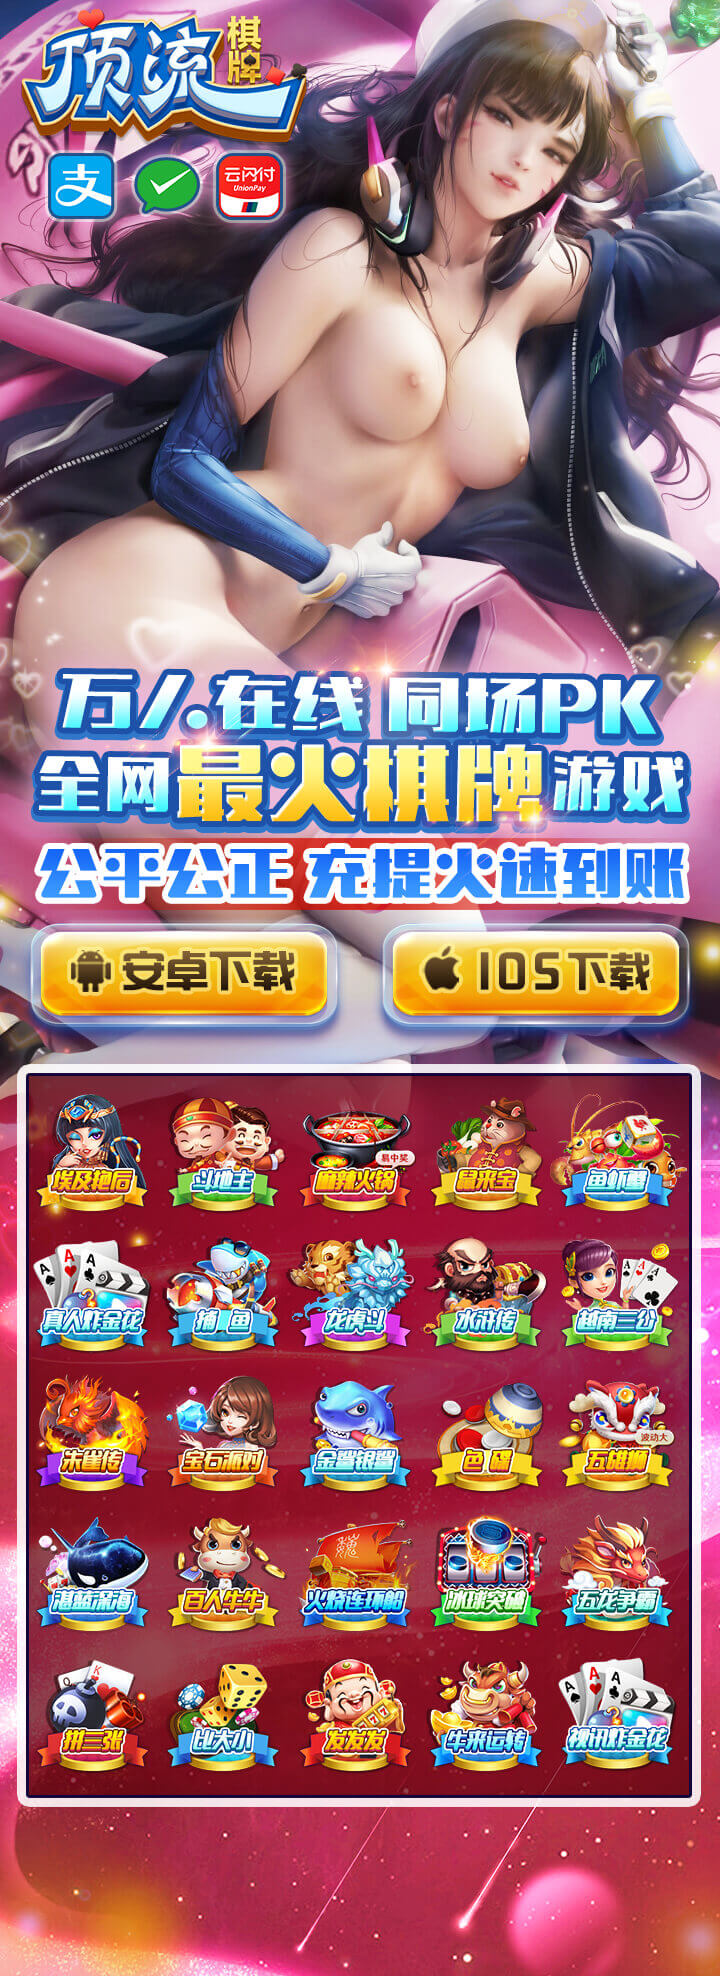 顶流棋牌
支
云闪付
UnionPay
万人在线 同场PK
全网最火棋牌游戏
公平公正 充提火速到账
安卓下载
IOS下载
埃及艳后
斗地主
易中奖
麻辣火锅
鼠来宝
鱼虾蟹
真人炸金花
捕鱼
龙虎斗
水浒传
越南三公
朱雀传
宝石派对
金鲨银鲨
色碟
波动大
五雄狮
湛蓝深海
百人牛牛
火烧连环船
冰球突破
五龙争霸
拼三张
比大小
发发发
牛来运转
视讯炸金花